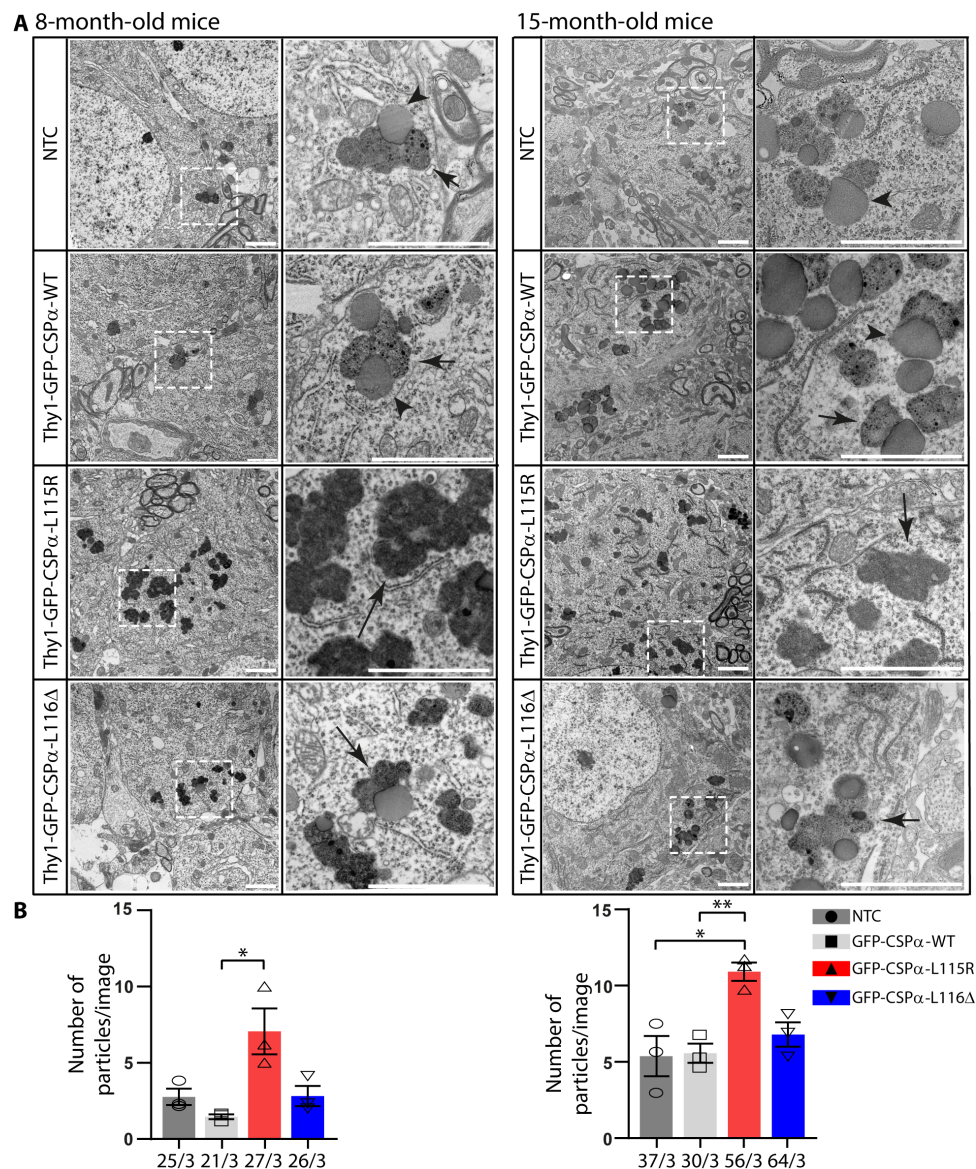 A 8-month-old mice
15-month-old mice
NTC
NTC
Thy1-GFP-CSPα-WT
Thy1-GFP-CSPα-WT
Thy1-GFP-CSPα-L115R
Thy1-GFP-CSPα-L115R
Thy1-GFP-CSPα-L116Δ
Thy1-GFP-CSPα-L116Δ
B
Number of
particles/image
15
10
5
0
*
25/3 21/3 27/3 26/3
Number of
particles/image
15
10
5
0
**
*
37/3 30/3 56/3 64/3
NTC
GFP-CSPα-WT
GFP-CSPα-L115R
GFP-CSPα-L116Δ